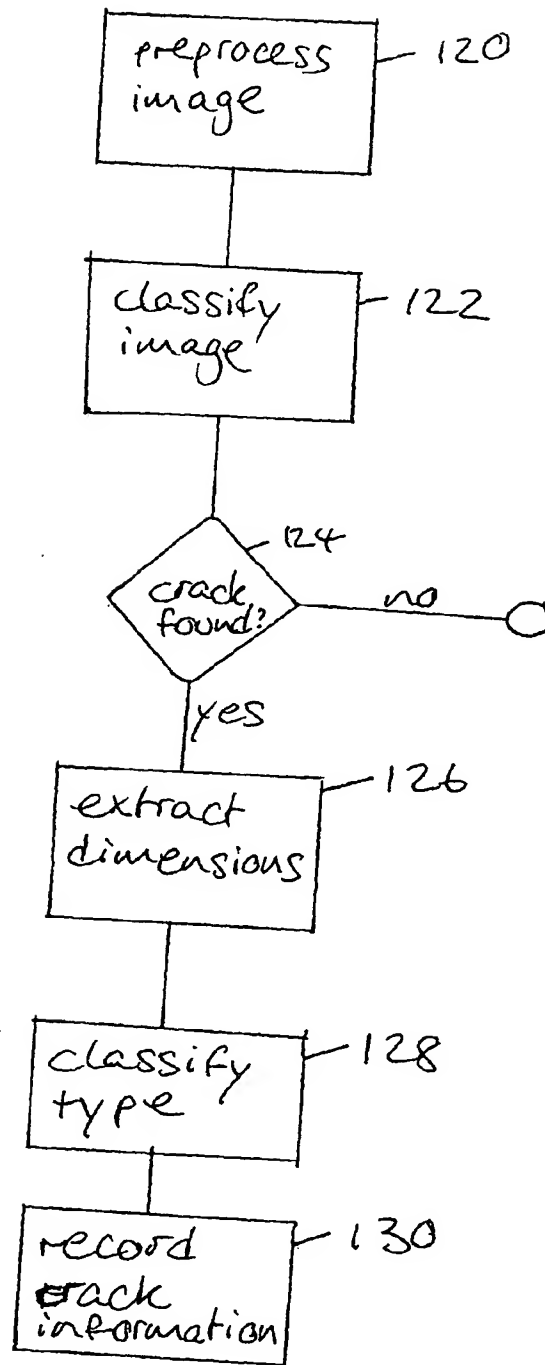 preprocess
image
120
classify
image
122
124
crack
found?
no
yes
extract
dimensions
126
classify
type
128
record
crack
information
130